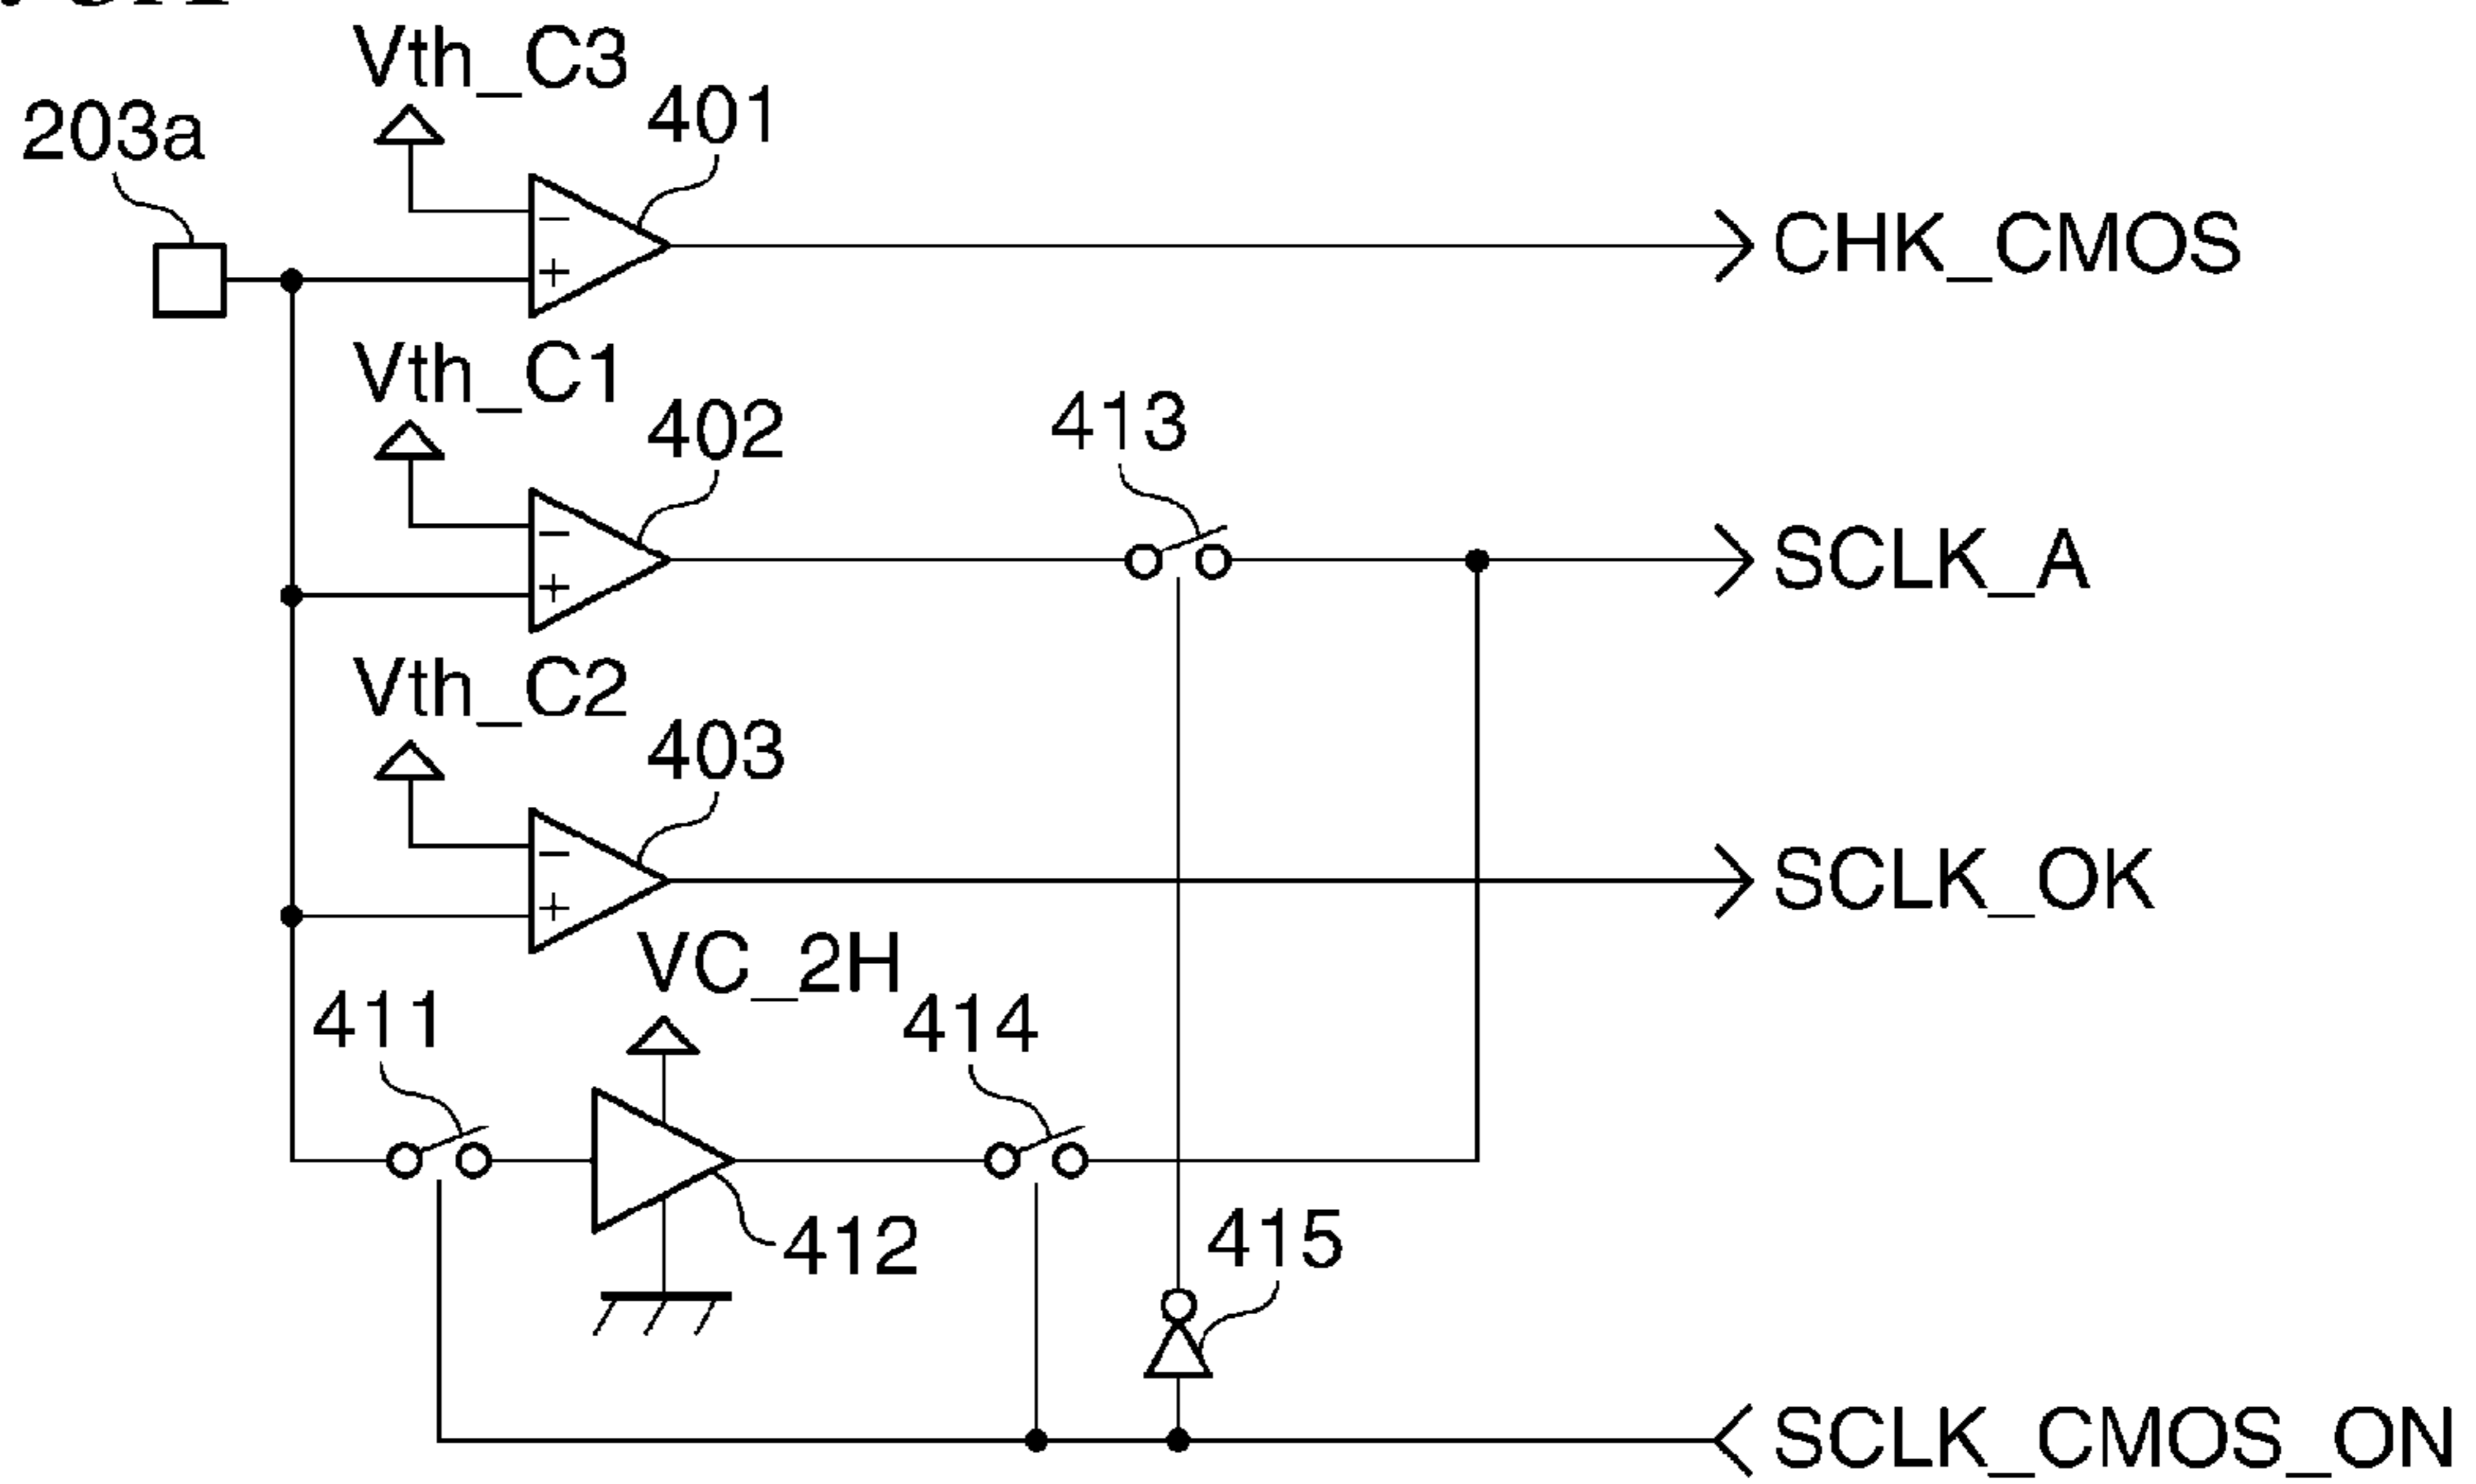 Vth_C3
401
203a
CHK_CMOS
Vth_C1
402
413
SCLK_A
Vth_C2
403
SCLK_OK
VC_2H
411
414
412
415
SCLK_CMOS_ON